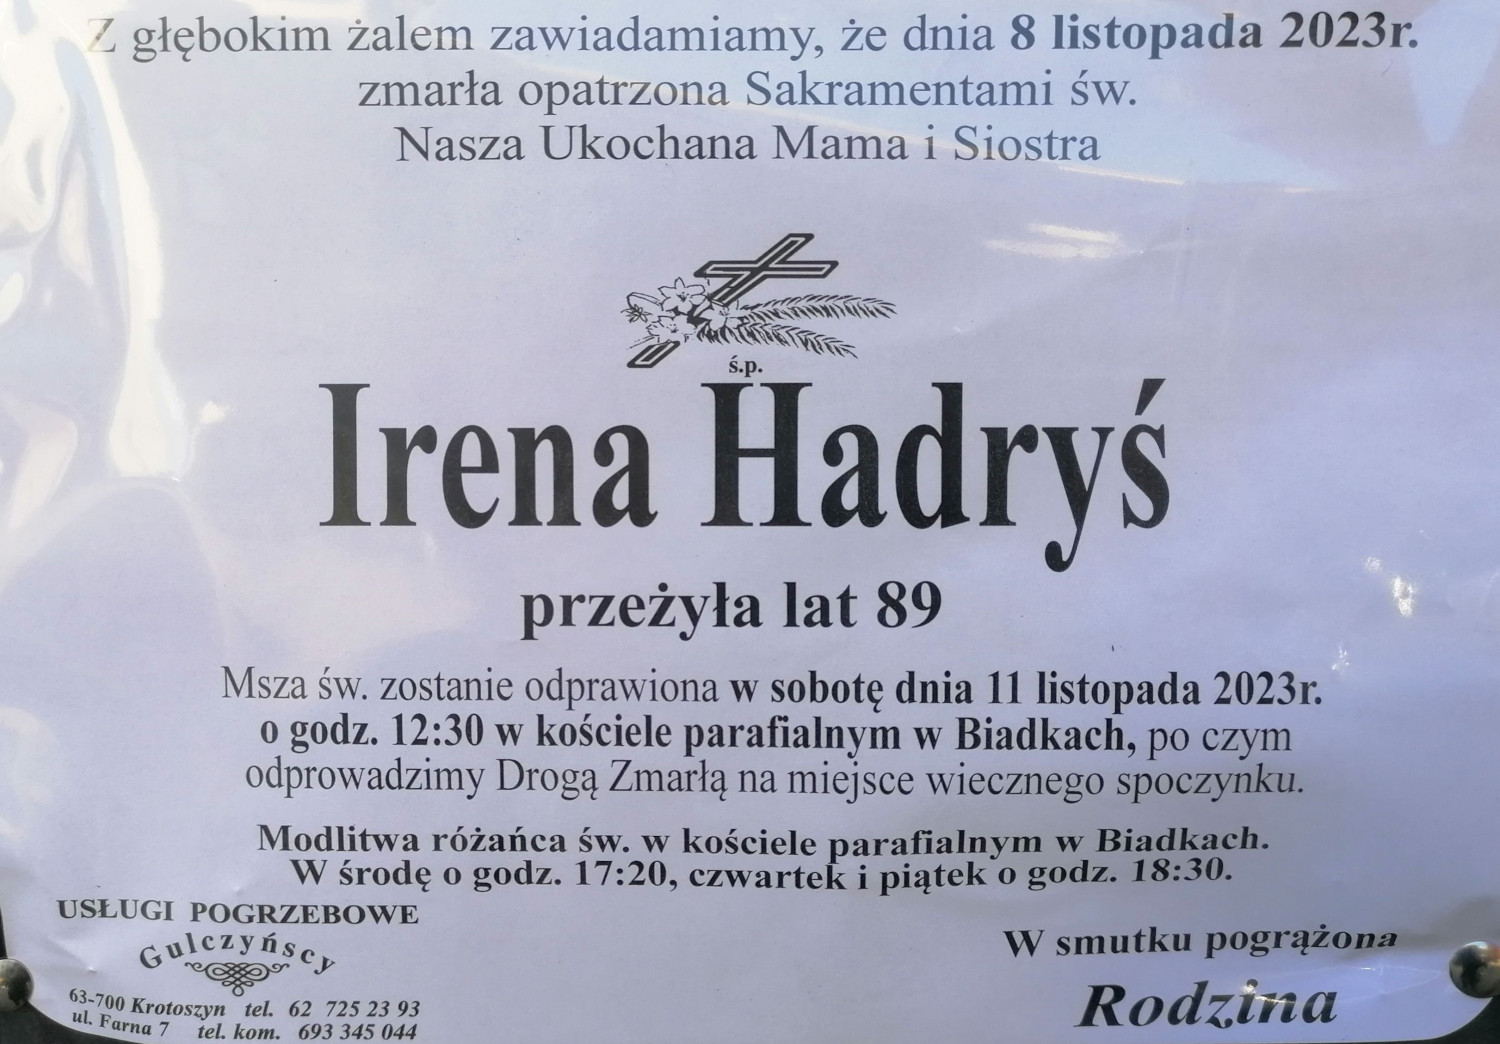 Z głębokim żalem zawiadamiamy, że dnia 8 listopada 2023r.
zmarła opatrzona Sakramentami św.
Nasza Ukochana Mama i Siostra
ś.p.
Irena Hadryś
przeżyła lat 89
Msza św. zostanie odprawiona w sobotę dnia 11 listopada 2023r.
o godz. 12:30 w kościele parafialnym w Biadkach, po czym
odprowadzimy Drogą Zmarłą na miejsce wiecznego spoczynku.
Modlitwa różańca św. w kościele parafialnym w Biadkach.
W środę o godz. 17:20, czwartek i piątek o godz. 18:30.
USŁUGI POGRZEBOWE
Gulczyńscy
63-700 Krotoszyn tel. 62 725 23 93
ul. Farna 7 tel. kom. 693 345 044
W smutku pogrążona
Rodzina